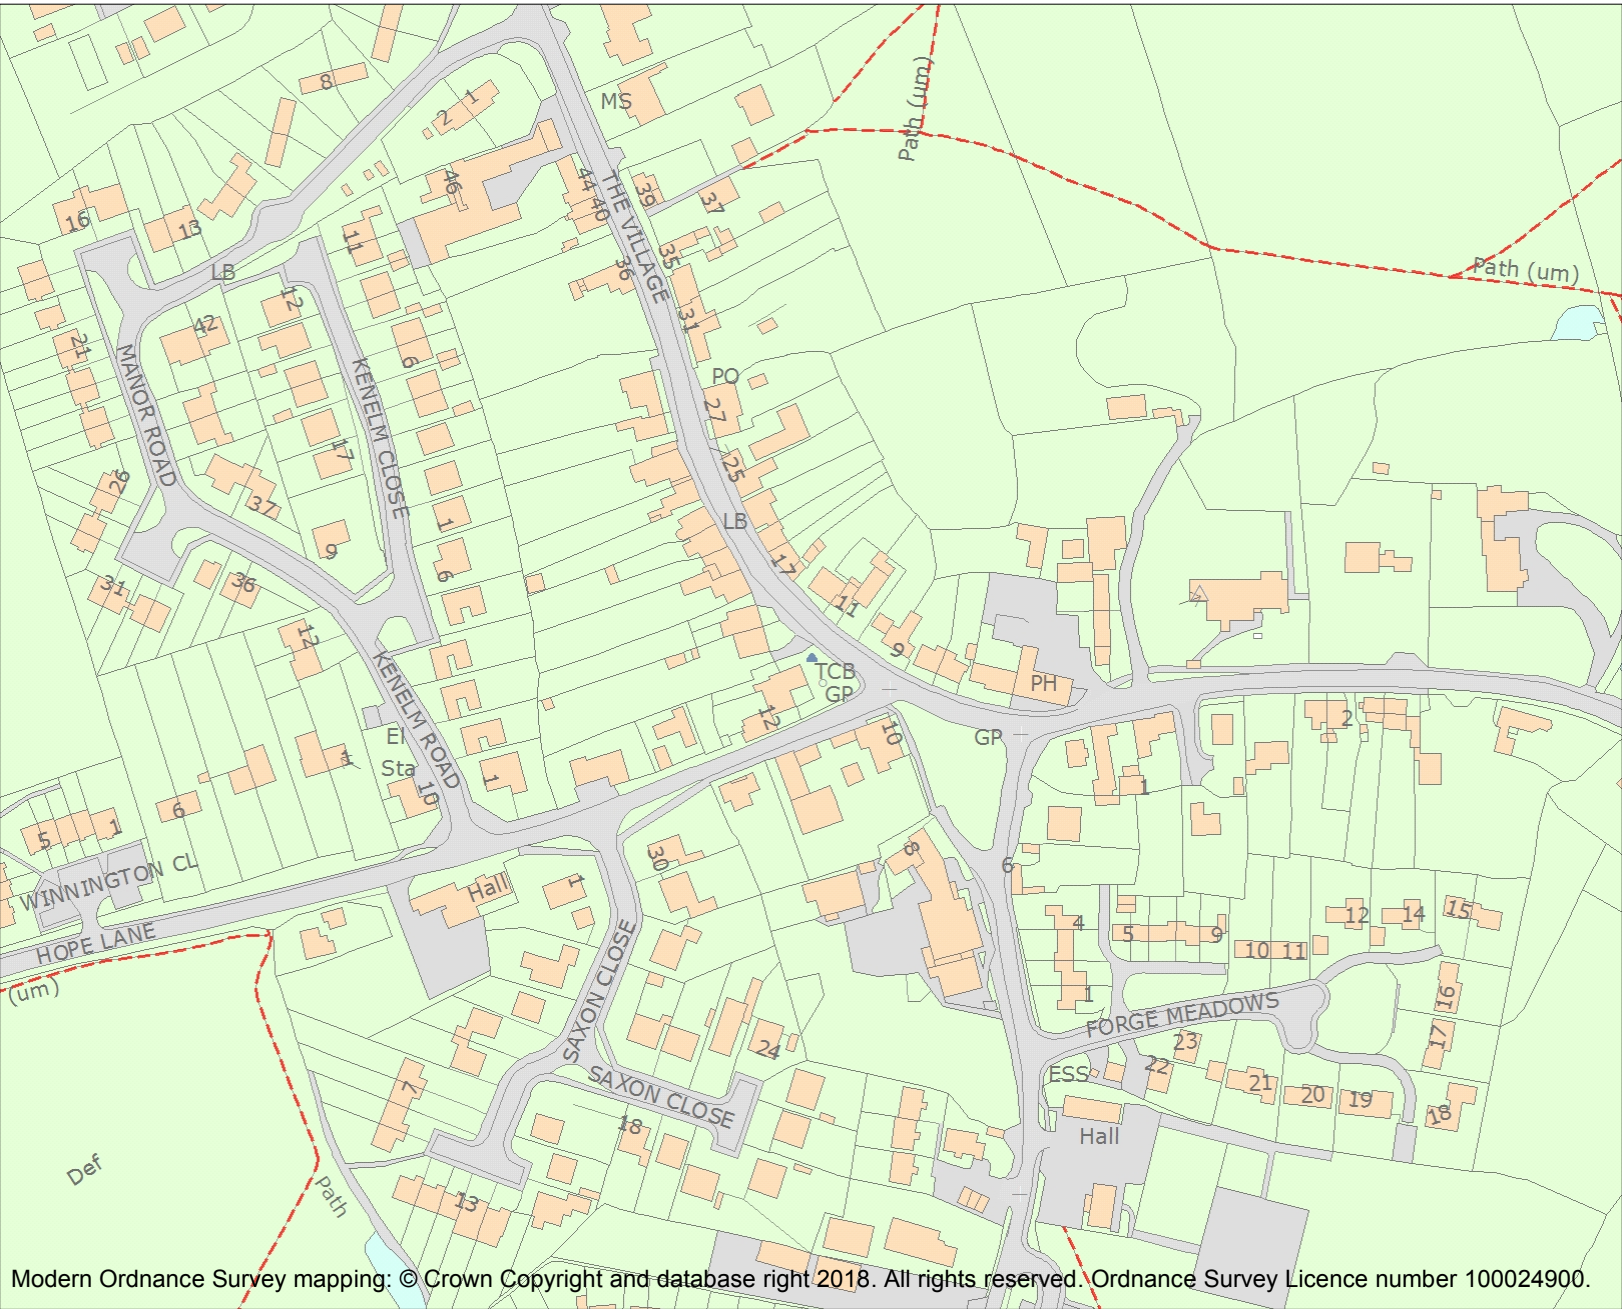 8
1
2
MS
Path (um)
46
44
40
39
37
THE VILLAGE
16
13
11
LB
36
35
Path (um)
12
42
21
31
6
MANOR ROAD
KENELM CLOSE
PO
27
17
25
26
37
1
LB
9
6
17
31
36
11
12
9
KENELM ROAD
TCB
GP
PH
12
10
GP
2
El
Sta
1
1
10
1
6
5
1
WINNINGTON CL
30
8
6
Hall
1
HOPE LANE
(um)
4
5
9
12
14
15
10
11
SAXON CLOSE
1
16
FORGE MEADOWS
24
23
17
22
ESS
SAXON CLOSE
7
21
20
19
18
18
Hall
Def
Path
13
Modern Ordnance Survey mapping: © Crown Copyright and database right 2018. All rights reserved. Ordnance Survey Licence number 100024900.